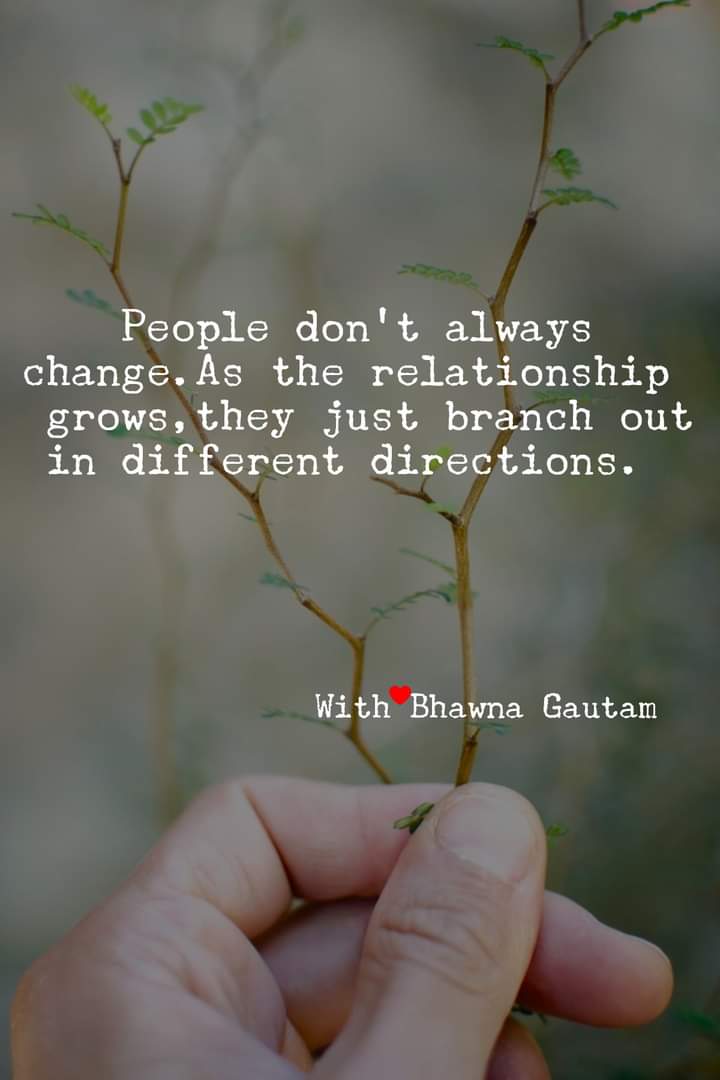 People don't always
change.As the relationship
grows,they just branch out
in different directions.
With❤Bhawna Gautam